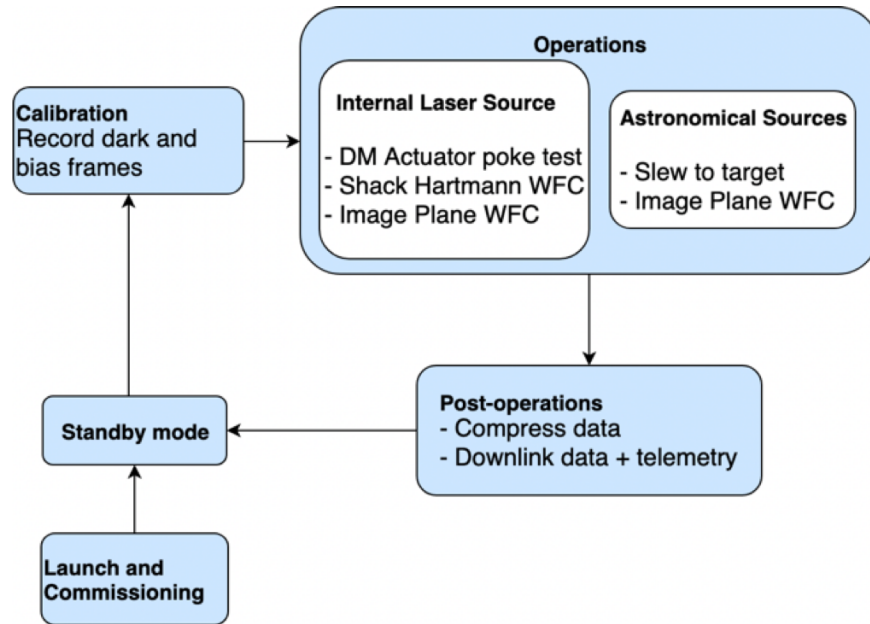 Operations
Internal Laser Source
- DM Actuator poke test
- Shack Hartmann WFC
- Image Plane WFC
Astronomical Sources
- Slew to target
- Image Plane WFC
Calibration
Record dark and
bias frames
Post-operations
- Compress data
- Downlink data + telemetry
Standby mode
Launch and
Commissioning